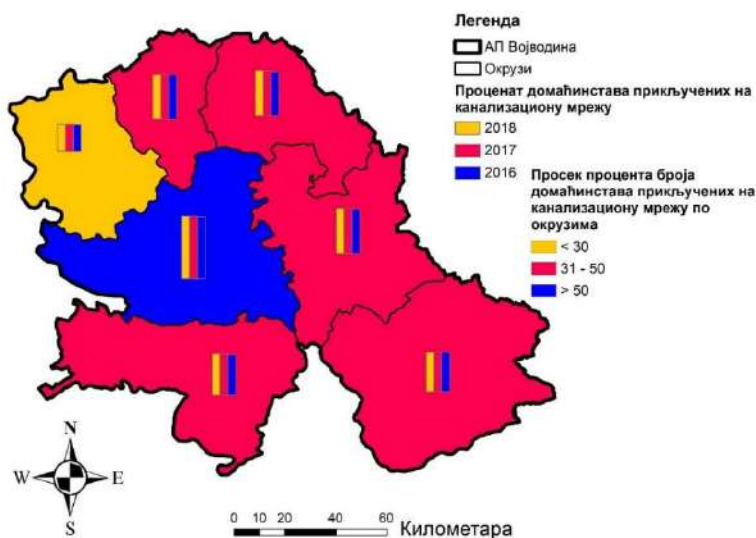 Легенда
АП Војводина
Окрузи
Проценат домаћинстава прикључених на
канализациону мрежу
2018
2017
2016
Просек процента броја
домаћинстава прикључених на
канализациону мрежу по
окрузима
< 30
31 - 50
> 50
N
W E
S
0 10 20 40 60
Километара